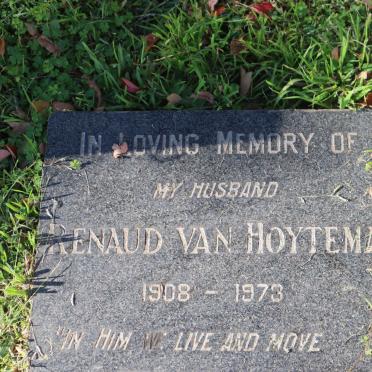 IN LOVING MEMORY OF
MY HUSBAND
RENAUD VAN HOYTEMA
1908 - 1973
"IN HIM WE LIVE AND MOVE